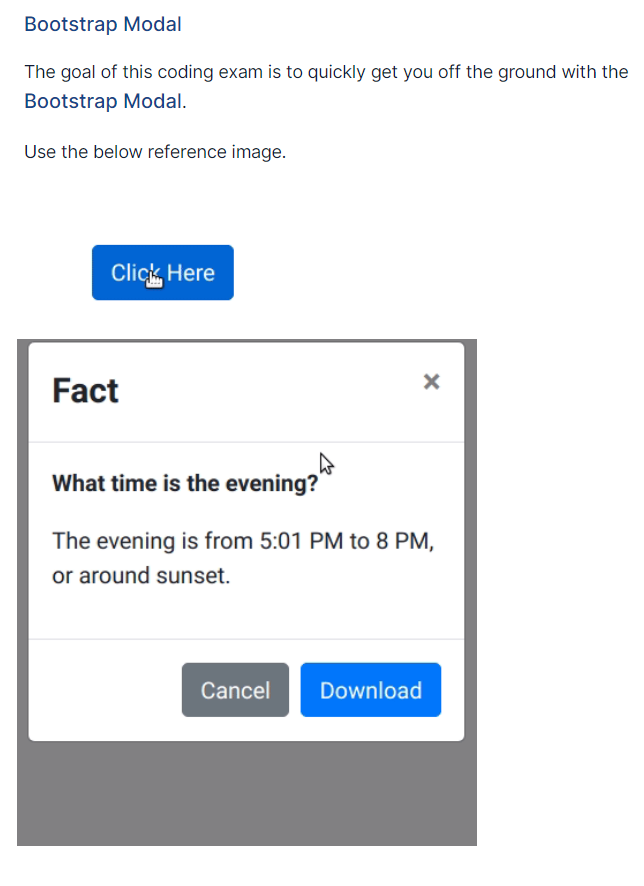 Bootstrap Modal
The goal of this coding exam is to quickly get you off the ground with the
Bootstrap Modal.
Use the below reference image.
Click Here
Fact ×
What time is the evening?
The evening is from 5:01 PM to 8 PM,
or around sunset.
Cancel Download